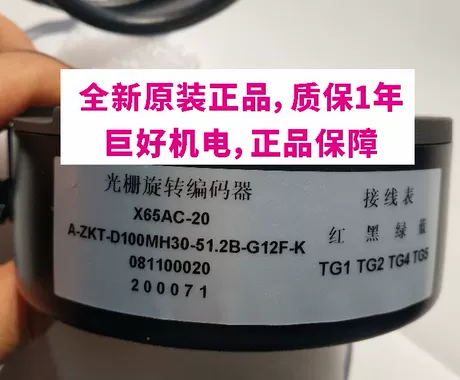 全新原装正品，质保1年
巨好机电，正品保障
光栅旋转编码器
X65AC-20
A-ZKT-D100MH30-51.2B-G12F-K
081100020
200071
接线表
红 黑 绿 蓝
TG1 TG2 TG4 TG5